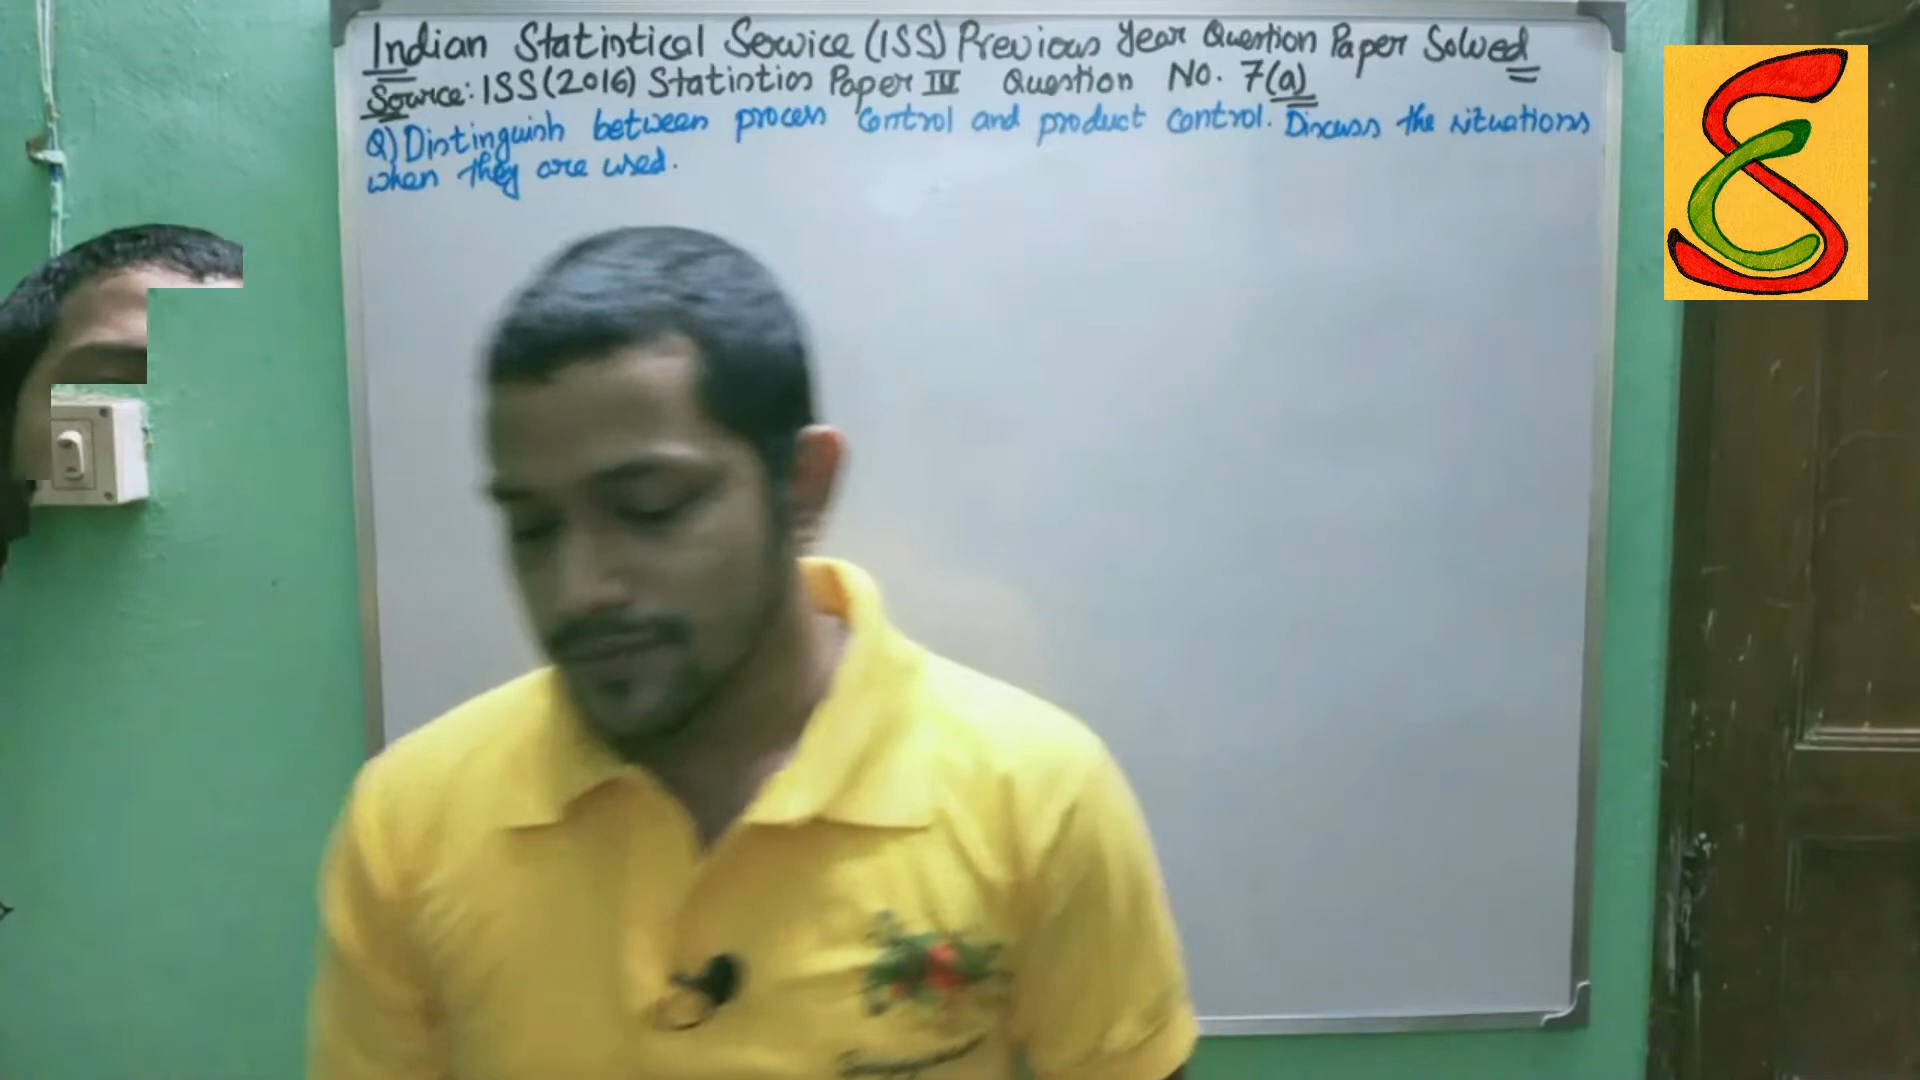 Indian Statistical Service (ISS) Previous Year Question Paper Solved
Source: ISS(2016) Statistics Paper III Question No. 7(a)
Q) Distinguish between process control and product control. Discuss the situations
when they are used.